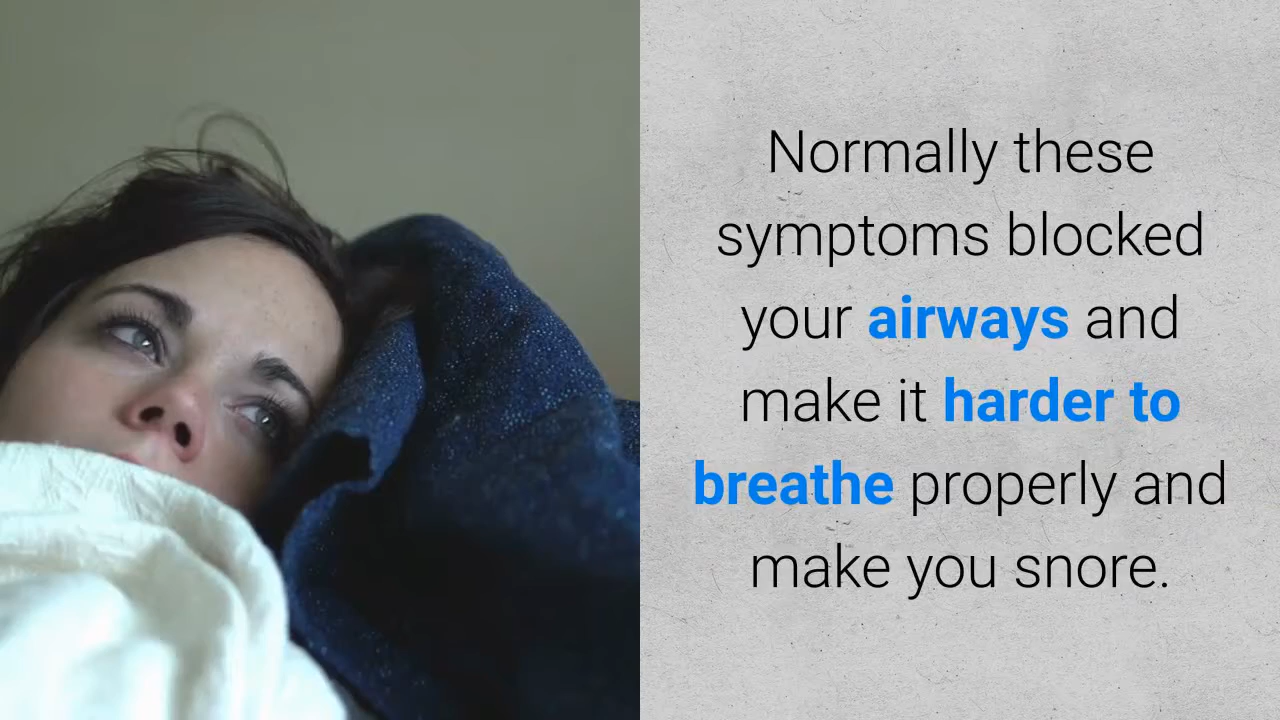 Normally these
symptoms blocked
your airways and
make it harder to
breathe properly and
make you snore.